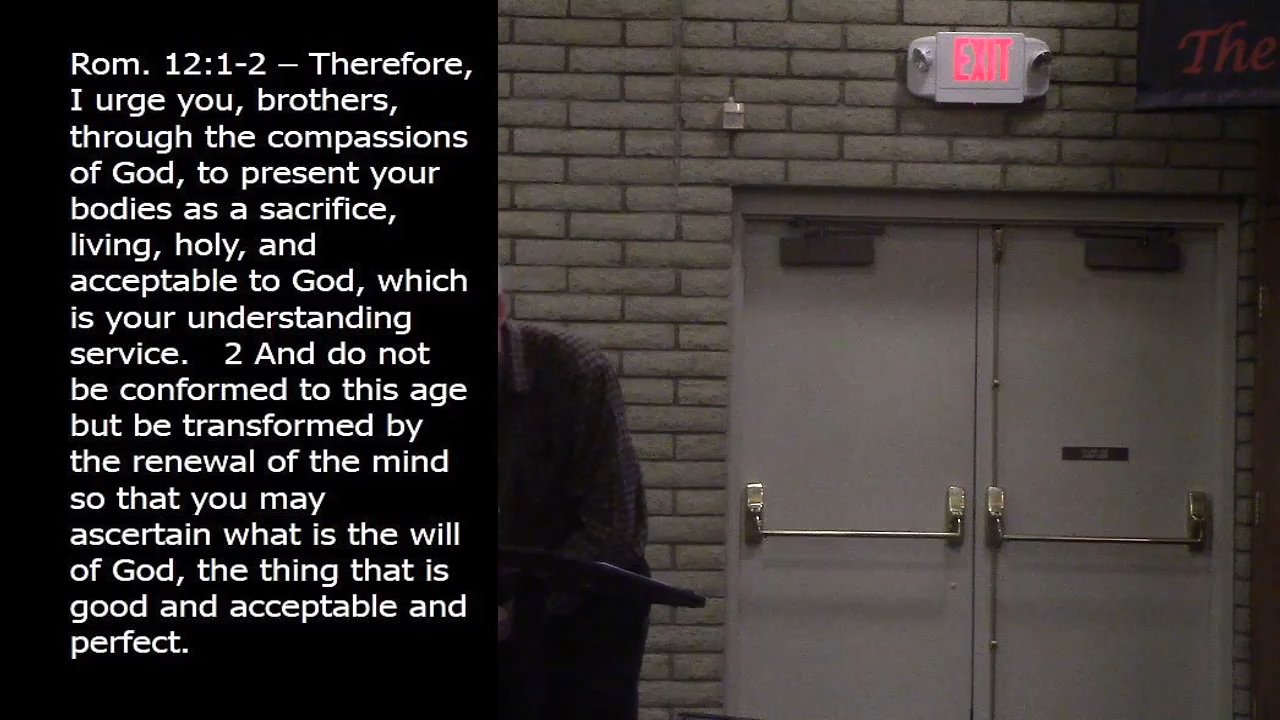 Rom. 12:1-2 – Therefore,
I urge you, brothers,
through the compassions
of God, to present your
bodies as a sacrifice,
living, holy, and
acceptable to God, which
is your understanding
service.   2 And do not
be conformed to this age
but be transformed by
the renewal of the mind
so that you may
ascertain what is the will
of God, the thing that is
good and acceptable and
perfect.
EXIT
The